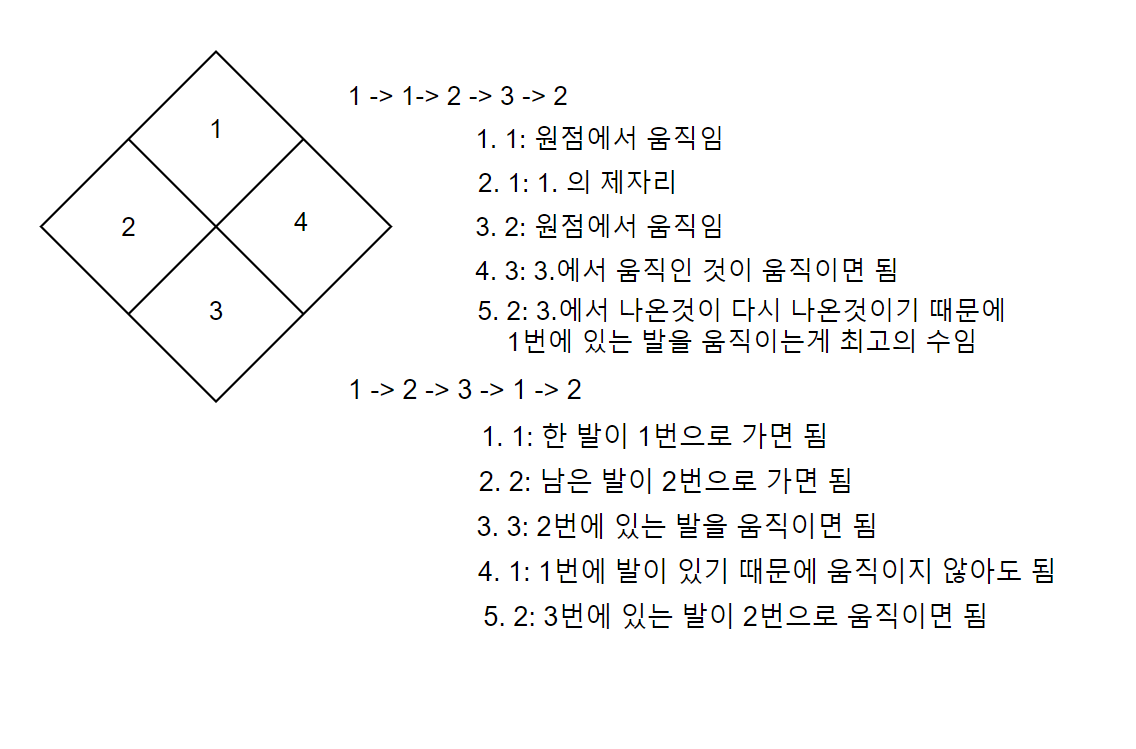 1
2
4
3
1 -> 1-> 2 -> 3 -> 2
1. 1: 원점에서 움직임
2. 1: 1. 의 제자리
3. 2: 원점에서 움직임
4. 3: 3.에서 움직인 것이 움직이면 됨
5. 2: 3.에서 나온것이 다시 나온것이기 때문에
1번에 있는 발을 움직이는게 최고의 수임
1 -> 2 -> 3 -> 1 -> 2
1. 1: 한 발이 1번으로 가면 됨
2. 2: 남은 발이 2번으로 가면 됨
3. 3: 2번에 있는 발을 움직이면 됨
4. 1: 1번에 발이 있기 때문에 움직이지 않아도 됨
5. 2: 3번에 있는 발이 2번으로 움직이면 됨